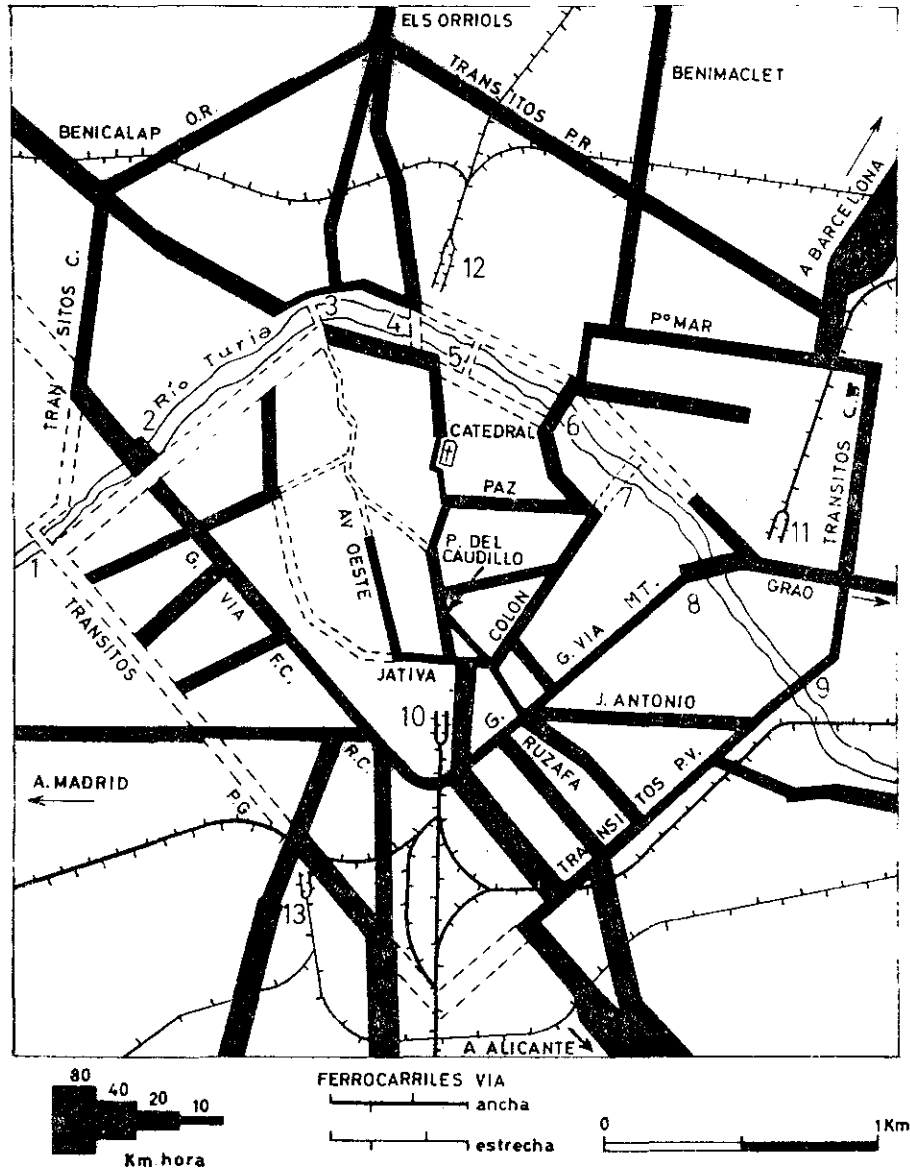 ELS ORRIOLS
TRANSITOS P.R.
BENIMACLET
O.R.
BENICALAP
A BARCELONA
TRANSITOS C.
12
3
4
Pº MAR
Río Turia
5
2
6
CATEDRAL
TRANSITOS C.
PAZ
7
AV OESTE
P. DEL
CAUDILLO
11
1
G. VIA F.C.
COLON
G. VIA M T.
8
GRAO
TRANSITOS
JATIVA
9
10
J. ANTONIO
G.
R.C.
RUZAFA
A. MADRID
P.G.
TRANSITOS P.V.
13
A ALICANTE
80
40
20
10
Km. hora
FERROCARRILES VIA
ancha
estrecha
0
1Km